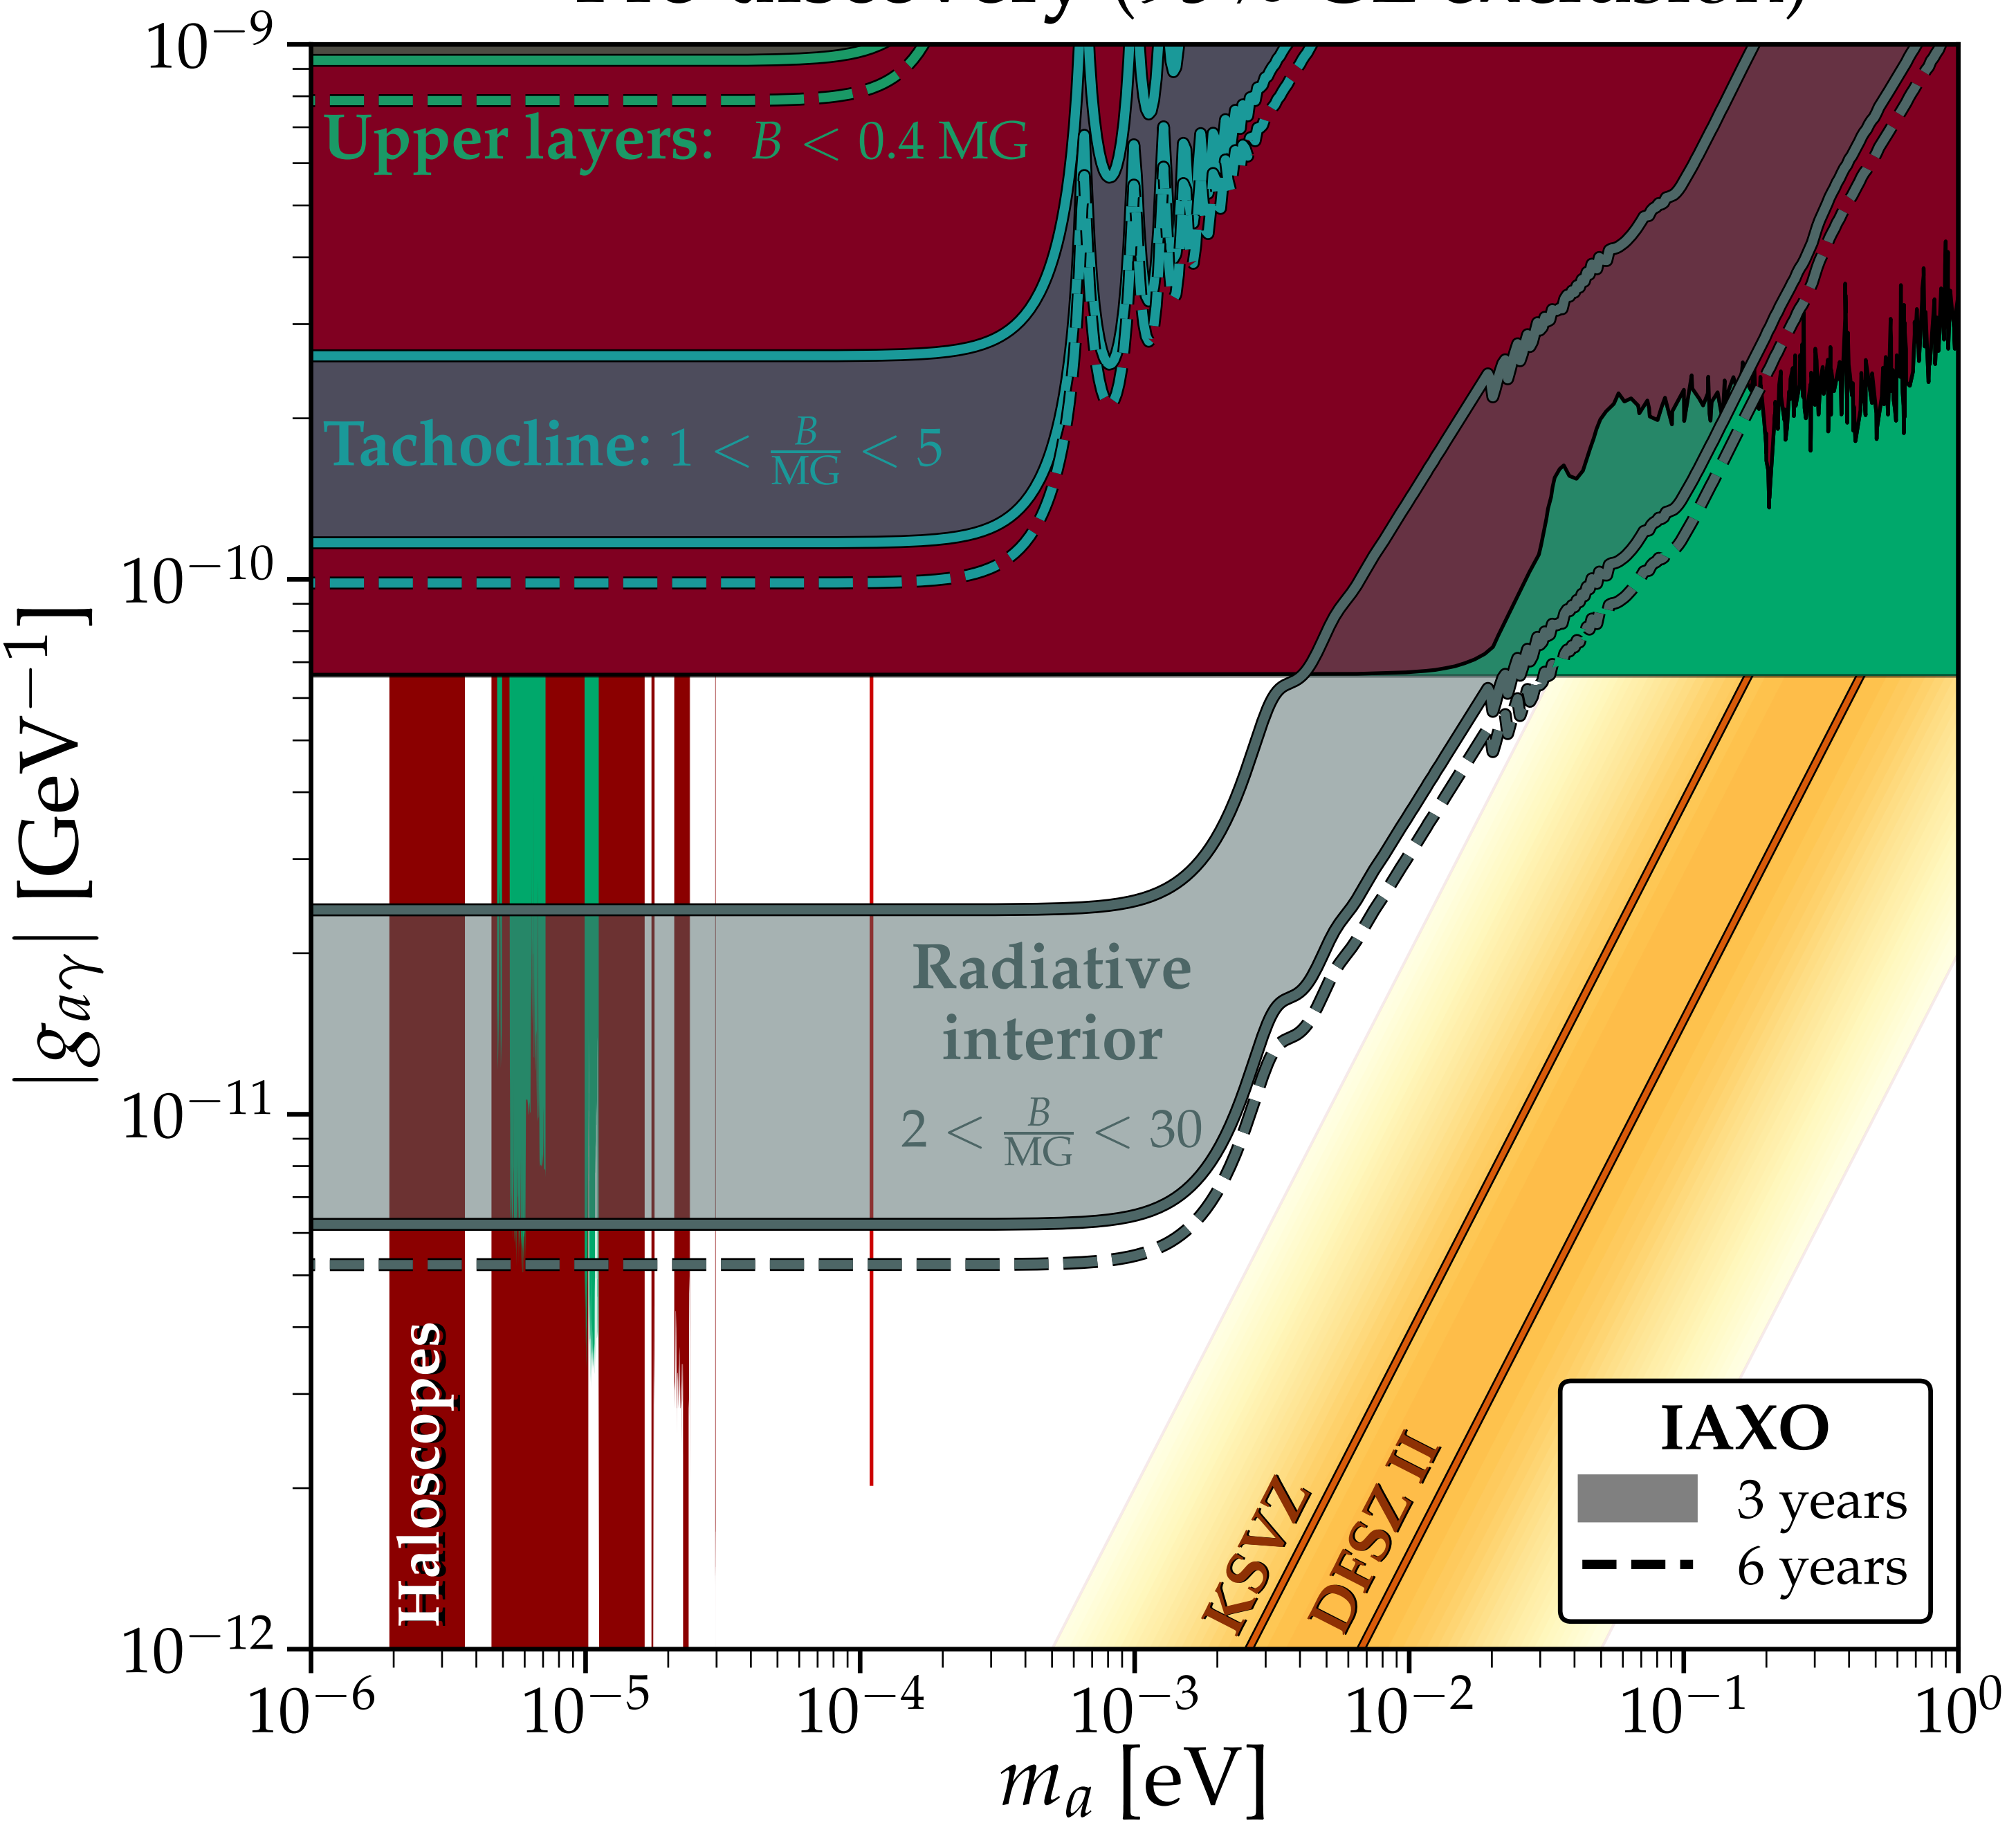 10⁻⁹
Upper layers: B < 0.4 MG
Tachocline: 1 < B/MG < 5
10⁻¹⁰
|g_aγ| [GeV⁻¹]
Radiative
interior
2 < B/MG < 30
10⁻¹¹
Haloscopes
KSVZ
DFSZ II
IAXO
3 years
6 years
10⁻¹²
10⁻⁶ 10⁻⁵ 10⁻⁴ 10⁻³ 10⁻² 10⁻¹ 10⁰
m_a [eV]